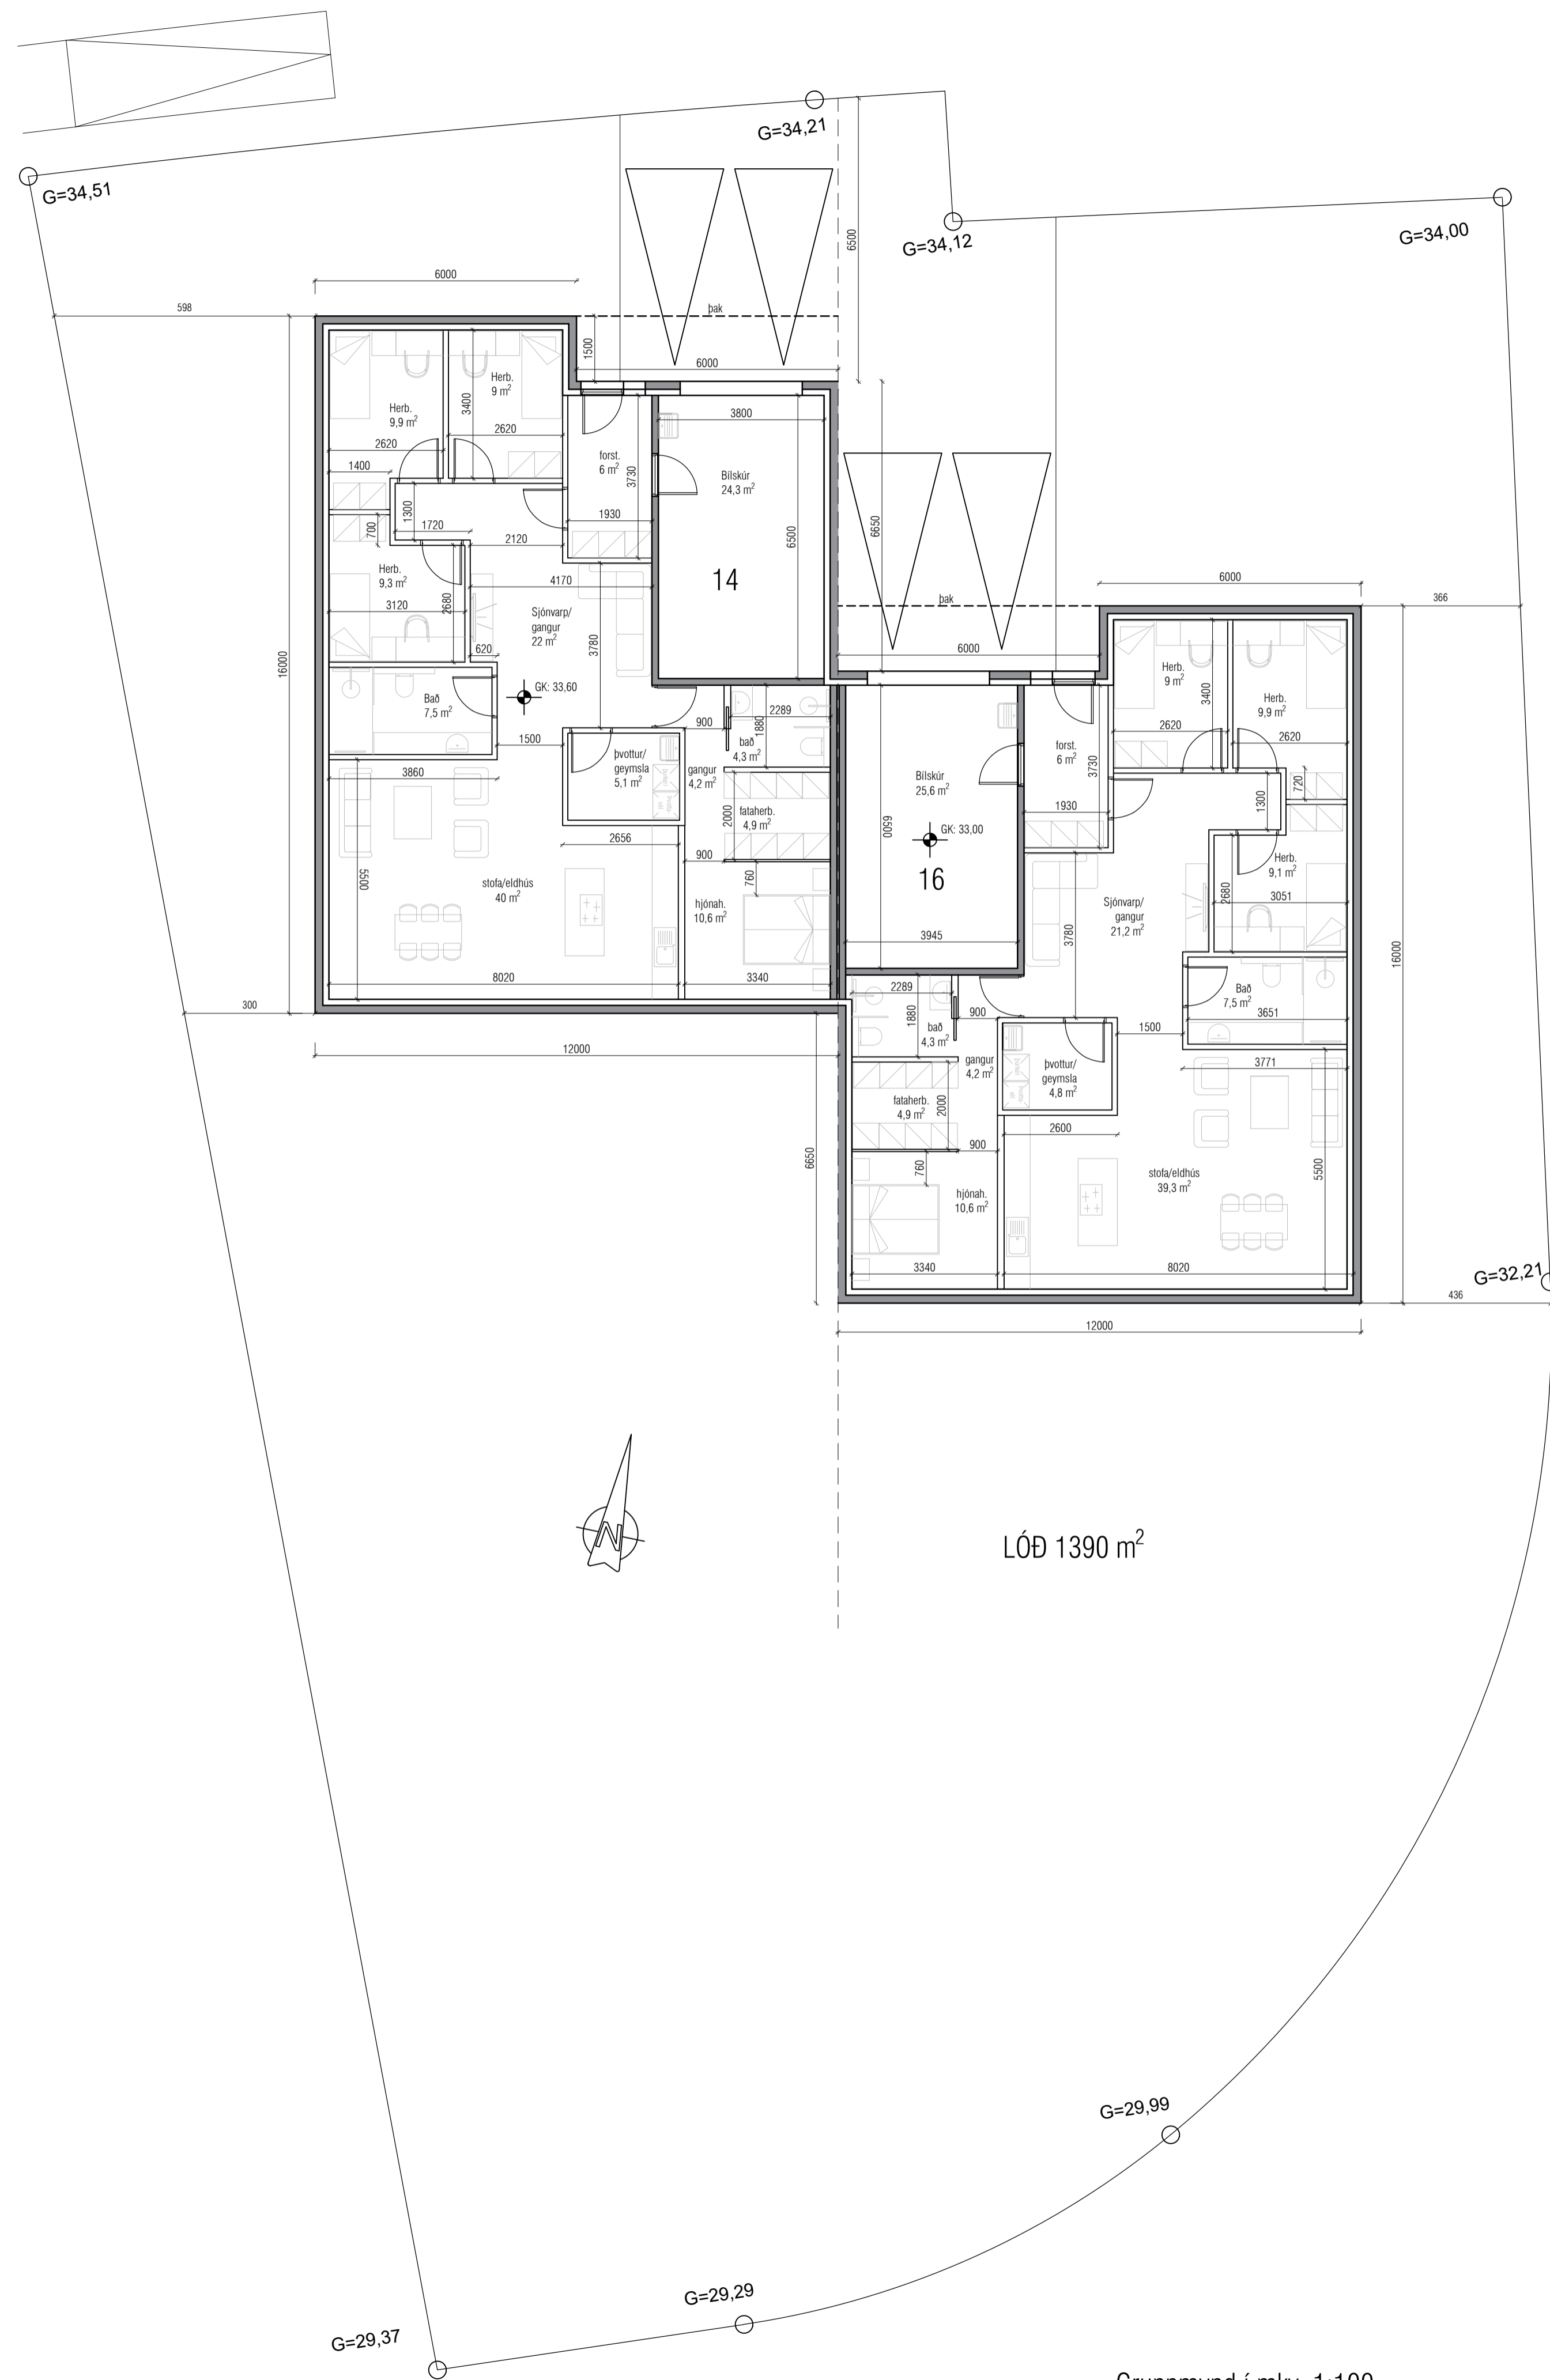 G=34,51
G=34,21
G=34,12
G=34,00
6500
6000
598
þak
1500
6000
Herb.
9,9 m²
Herb.
9 m²
3400
2620
2620
1400
forst.
6 m²
3730
1930
3800
Bílskúr
24,3 m²
6500
14
1300
1720
700
2120
4170
Herb.
9,3 m²
3120
2680
620
Sjónvarp/
gangur
22 m²
3780
16000
Bað
7,5 m²
GK: 33,60
1500
900
2289
1880
bað
4,3 m²
þvottur/
geymsla
5,1 m²
gangur
4,2 m²
3860
2000
fataherb.
4,9 m²
2656
900
760
5500
stofa/eldhús
40 m²
hjónah.
10,6 m²
8020
3340
300
12000
6650
6650
þak
6000
6000
366
Herb.
9 m²
3400
Herb.
9,9 m²
2620
2620
forst.
6 m²
3730
1930
Bílskúr
25,6 m²
6500
GK: 33,00
16
3945
720
1300
Herb.
9,1 m²
2680
3051
Sjónvarp/
gangur
21,2 m²
3780
16000
Bað
7,5 m²
3651
2289
1880
bað
4,3 m²
900
1500
gangur
4,2 m²
þvottur/
geymsla
4,8 m²
3771
fataherb.
4,9 m²
2000
2600
900
760
stofa/eldhús
39,3 m²
5500
hjónah.
10,6 m²
3340
8020
G=32,21
436
12000
N
LÓÐ 1390 m²
G=29,99
G=29,29
G=29,37